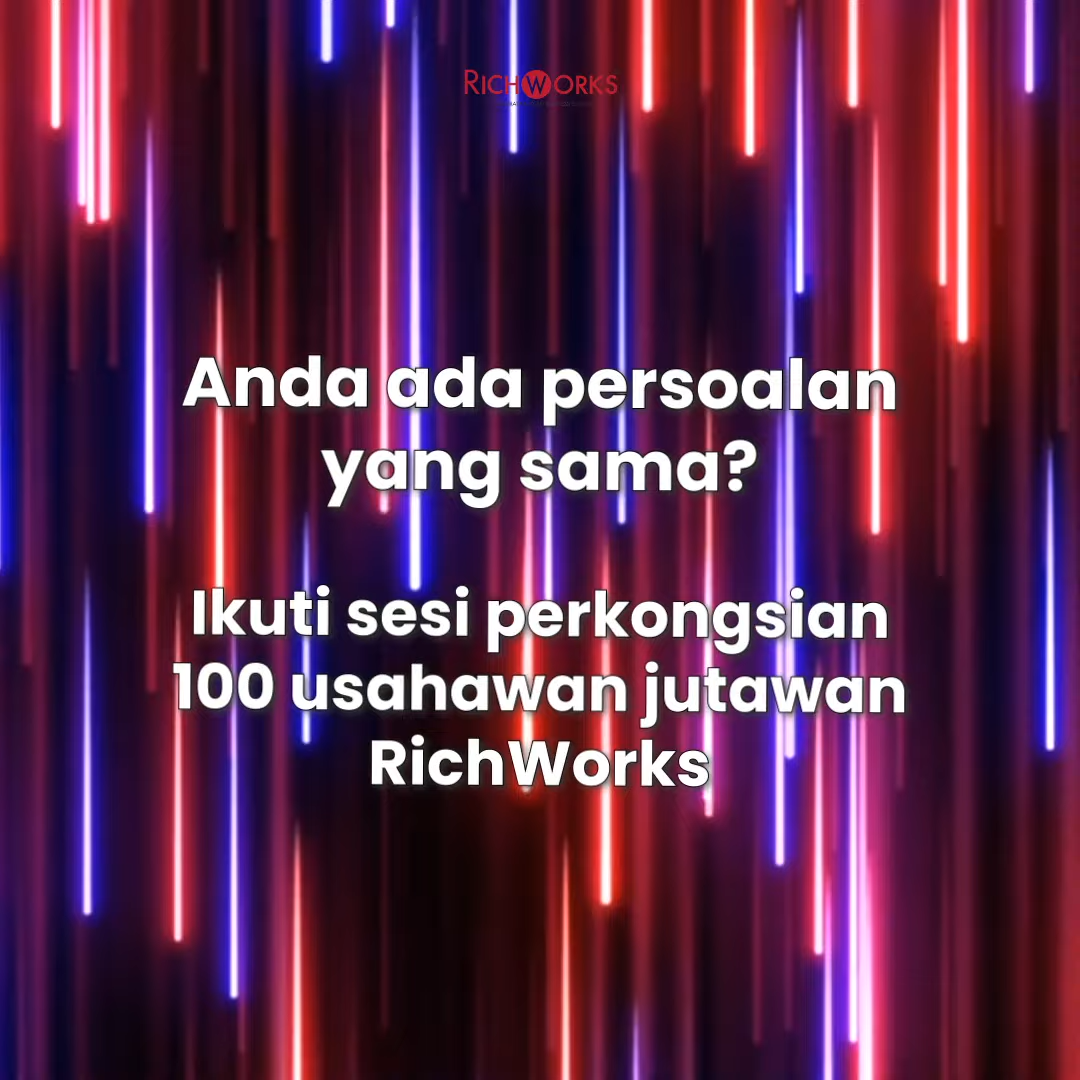 RICHWORKS
Anda ada persoalan
yang sama?
Ikuti sesi perkongsian
100 usahawan jutawan
RichWorks